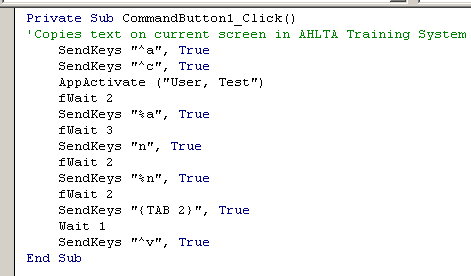 Private Sub CommandButton1_Click()
'Copies text on current screen in AHLTA Training System
SendKeys "^a", True
SendKeys "^c", True
AppActivate ("User, Test")
fWait 2
SendKeys "%a", True
fWait 3
SendKeys "n", True
fWait 2
SendKeys "%n", True
fWait 2
SendKeys "{TAB 2}", True
Wait 1
SendKeys "^v", True
End Sub